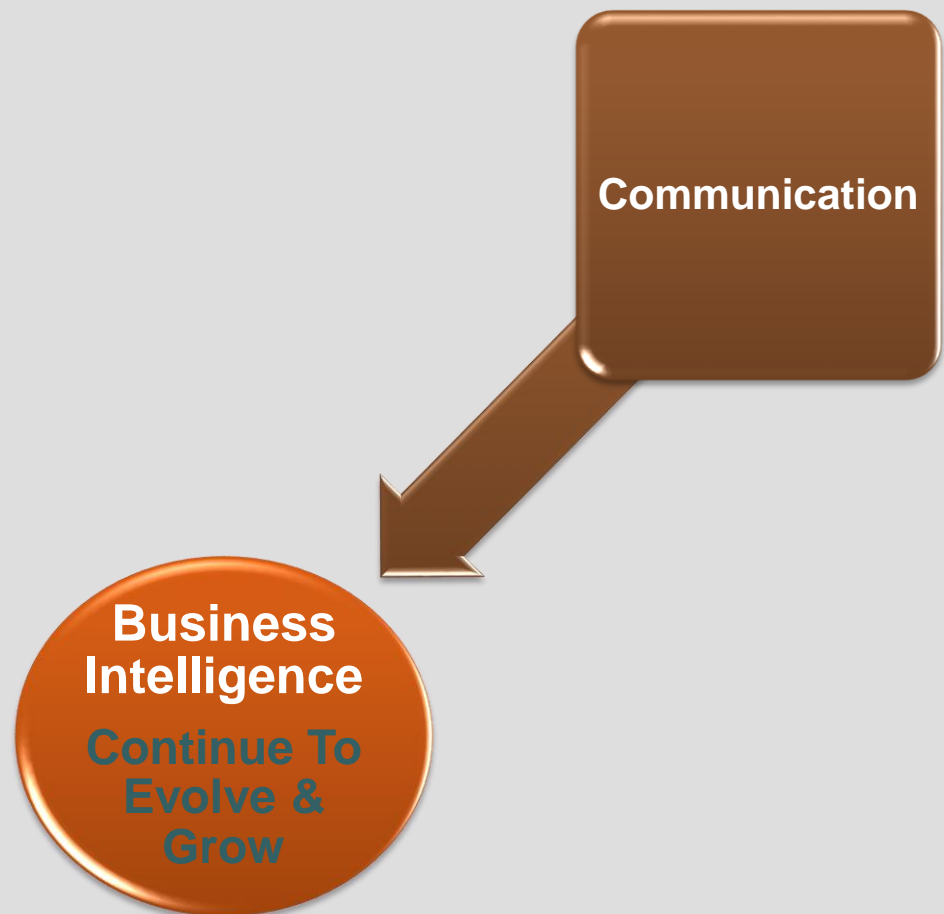 Communication
Business
Intelligence
Continue To
Evolve &
Grow